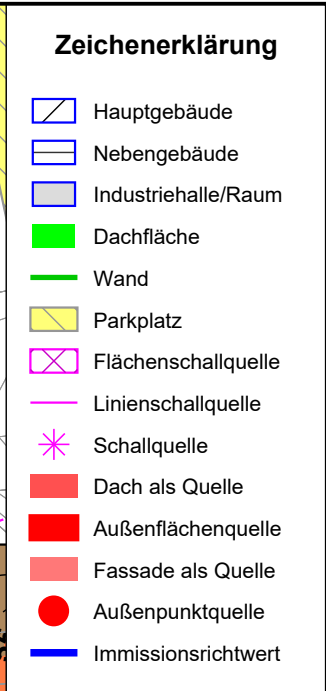 Zeichenerklärung
Hauptgebäude
Nebengebäude
Industriehalle/Raum
Dachfläche
Wand
Parkplatz
Flächenschallquelle
Linienschallquelle
Schallquelle
Dach als Quelle
Außenflächenquelle
Fassade als Quelle
Außenpunktquelle
Immissionsrichtwert